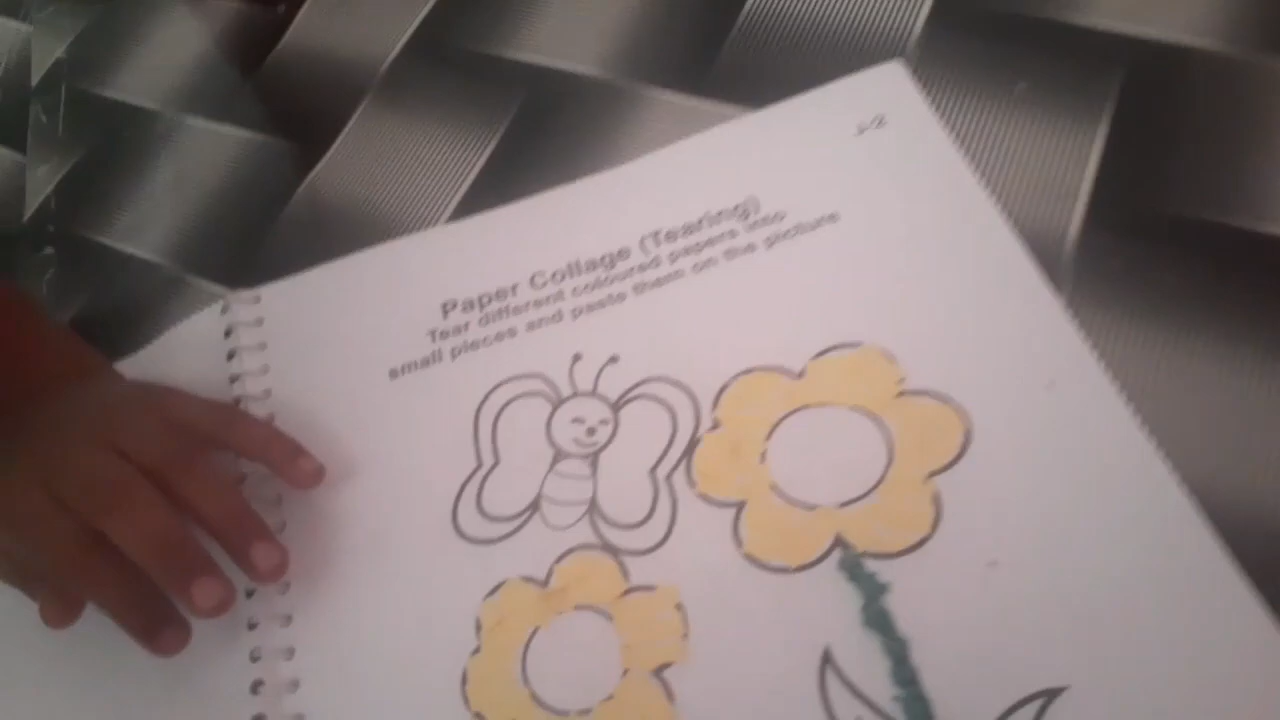 Paper Collage (Tearing)
Tear different coloured papers into
small pieces and paste them on the picture